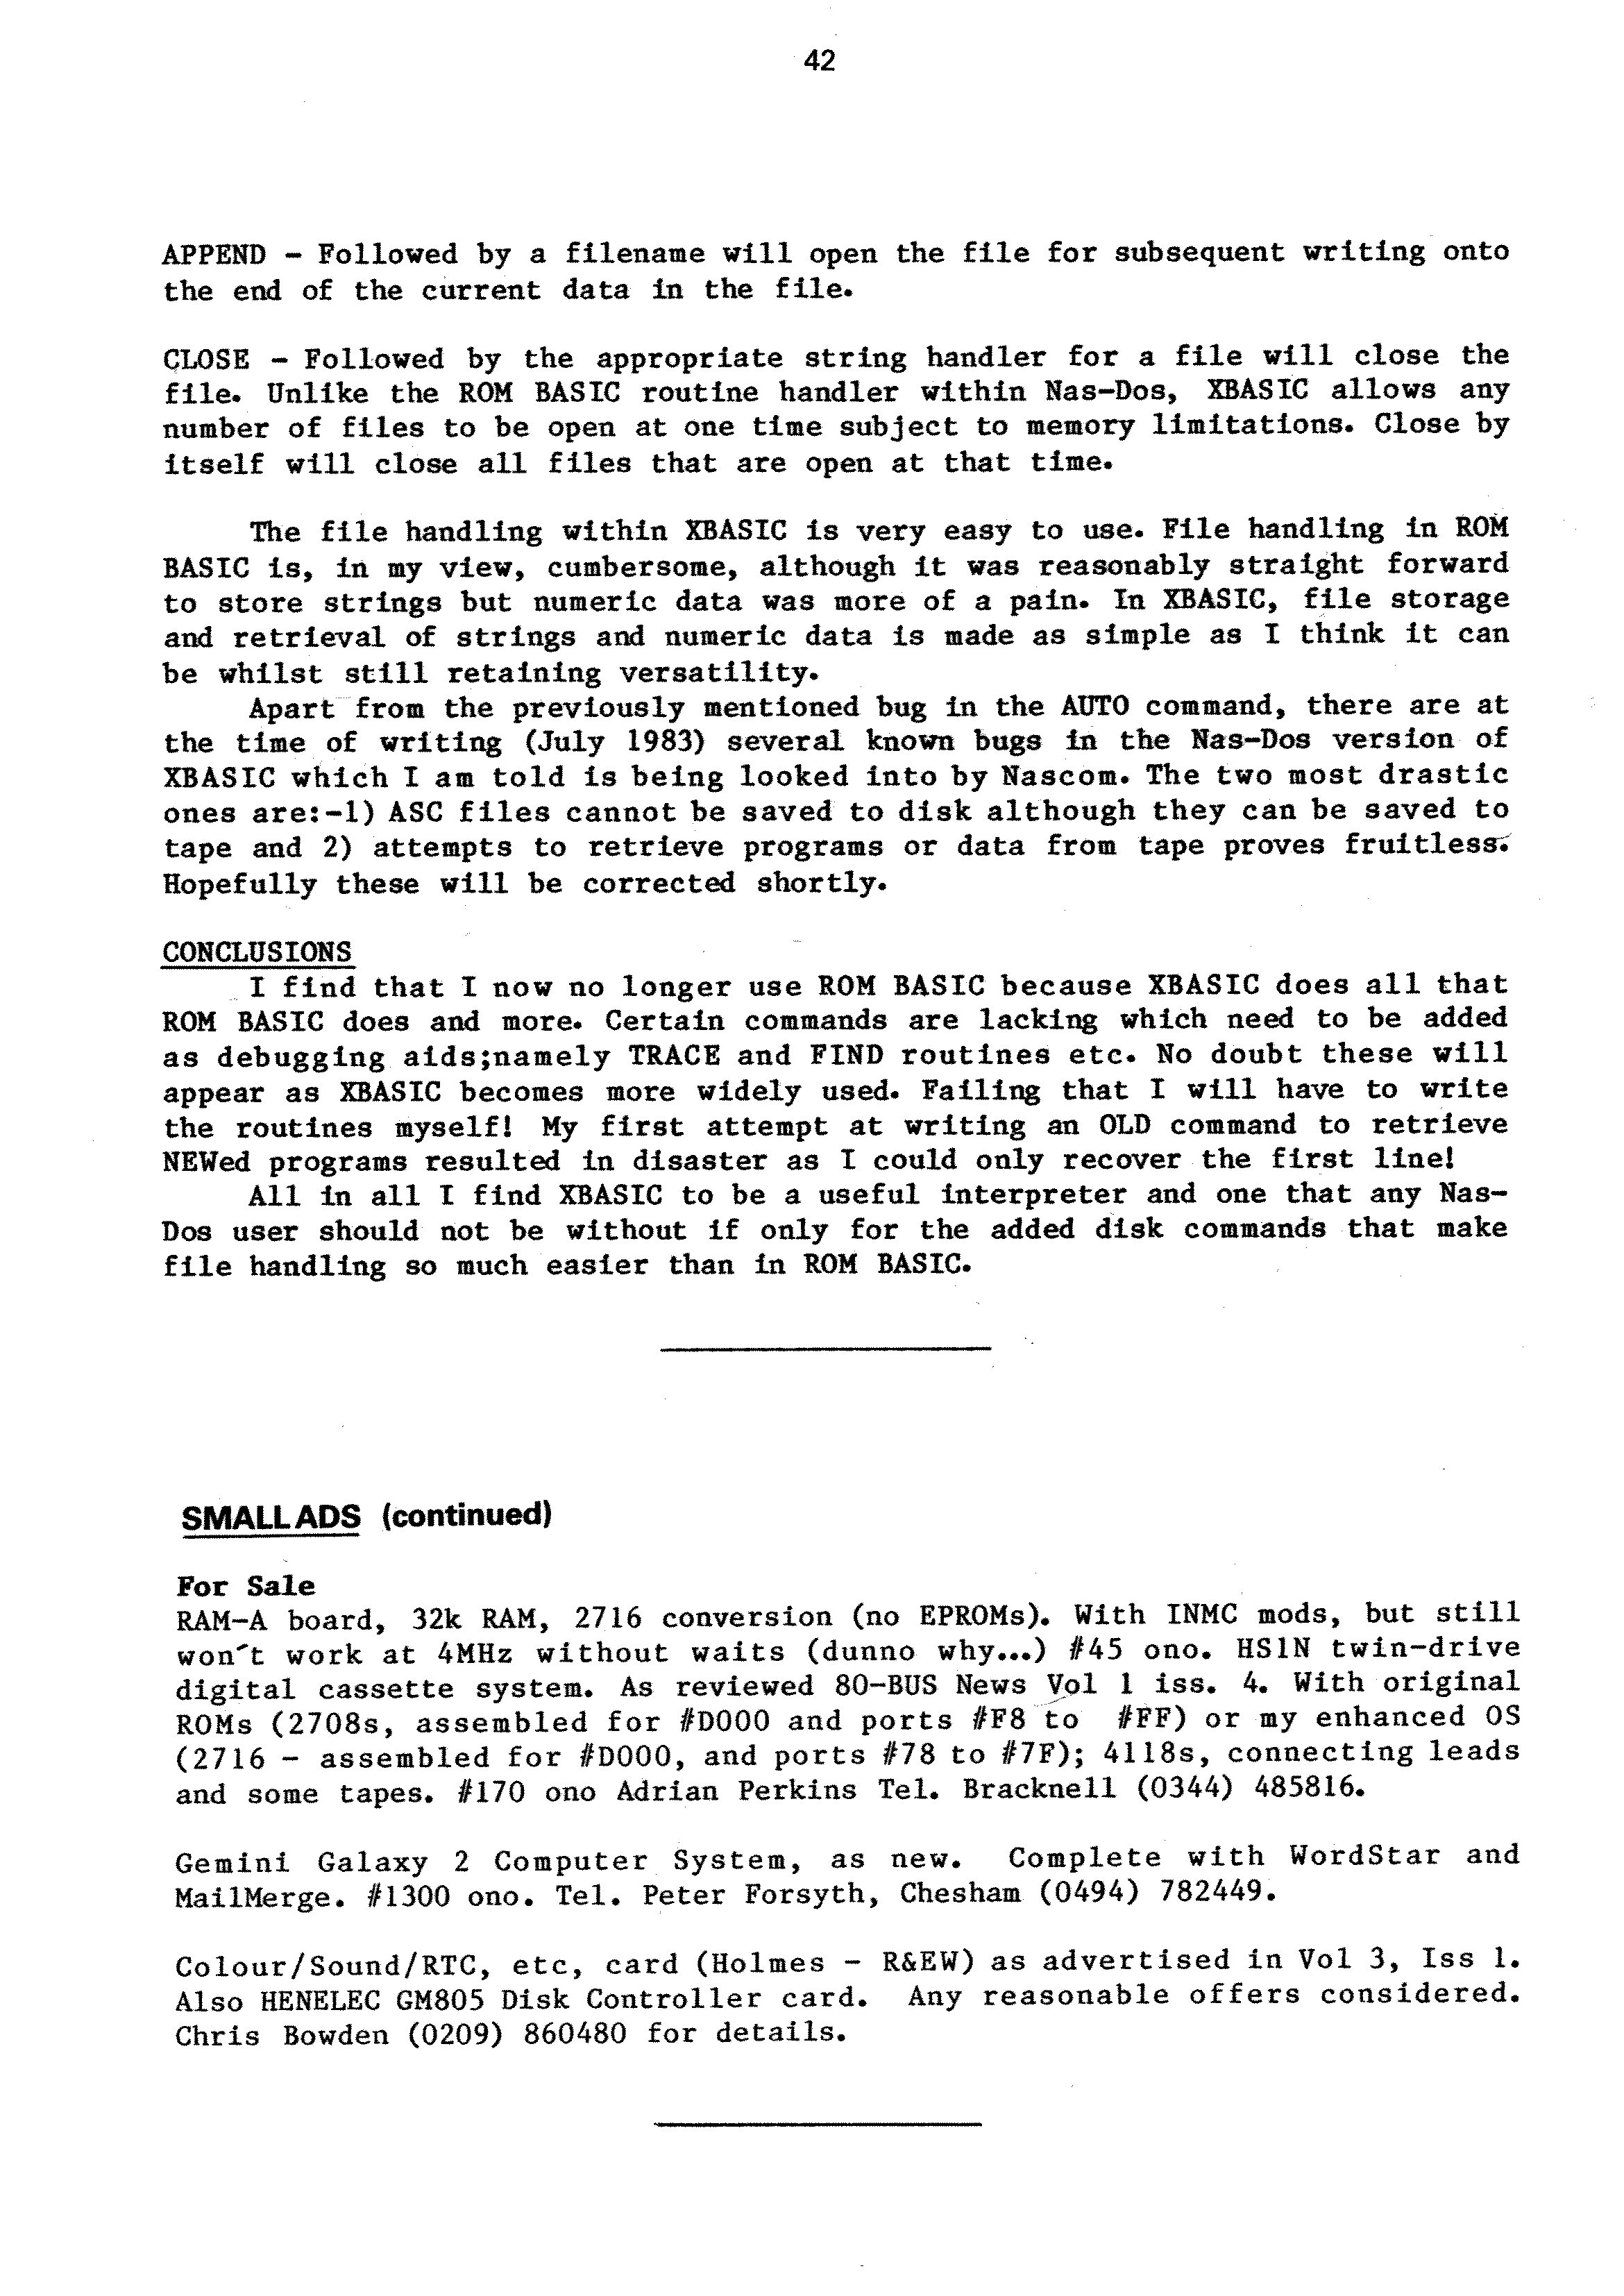 42
APPEND - Followed by a filename will open the file for subsequent writing onto
the end of the current data in the file.
CLOSE - Followed by the appropriate string handler for a file will close the
file. Unlike the ROM BASIC routine handler within Nas-Dos, XBASIC allows any
number of files to be open at one time subject to memory limitations. Close by
itself will close all files that are open at that time.
The file handling within XBASIC is very easy to use. File handling in ROM
BASIC is, in my view, cumbersome, although it was reasonably straight forward
to store strings but numeric data was more of a pain. In XBASIC, file storage
and retrieval of strings and numeric data is made as simple as I think it can
be whilst still retaining versatility.
Apart from the previously mentioned bug in the AUTO command, there are at
the time of writing (July 1983) several known bugs in the Nas-Dos version of
XBASIC which I am told is being looked into by Nascom. The two most drastic
ones are:-1) ASC files cannot be saved to disk although they can be saved to
tape and 2) attempts to retrieve programs or data from tape proves fruitless.
Hopefully these will be corrected shortly.
CONCLUSIONS
I find that I now no longer use ROM BASIC because XBASIC does all that
ROM BASIC does and more. Certain commands are lacking which need to be added
as debugging aids;namely TRACE and FIND routines etc. No doubt these will
appear as XBASIC becomes more widely used. Failing that I will have to write
the routines myself! My first attempt at writing an OLD command to retrieve
NEWed programs resulted in disaster as I could only recover the first line!
All in all I find XBASIC to be a useful interpreter and one that any Nas-
Dos user should not be without if only for the added disk commands that make
file handling so much easier than in ROM BASIC.
SMALL ADS (continued)
For Sale
RAM-A board, 32k RAM, 2716 conversion (no EPROMs). With INMC mods, but still
won't work at 4MHz without waits (dunno why...) #45 ono. HS1N twin-drive
digital cassette system. As reviewed 80-BUS News Vol 1 iss. 4. With original
ROMs (2708s, assembled for #D000 and ports #F8 to #FF) or my enhanced OS
(2716 - assembled for #D000, and ports #78 to #7F); 4118s, connecting leads
and some tapes. #170 ono Adrian Perkins Tel. Bracknell (0344) 485816.
Gemini Galaxy 2 Computer System, as new. Complete with WordStar and
MailMerge. #1300 ono. Tel. Peter Forsyth, Chesham (0494) 782449.
Colour/Sound/RTC, etc, card (Holmes - R&EW) as advertised in Vol 3, Iss 1.
Also HENELEC GM805 Disk Controller card. Any reasonable offers considered.
Chris Bowden (0209) 860480 for details.